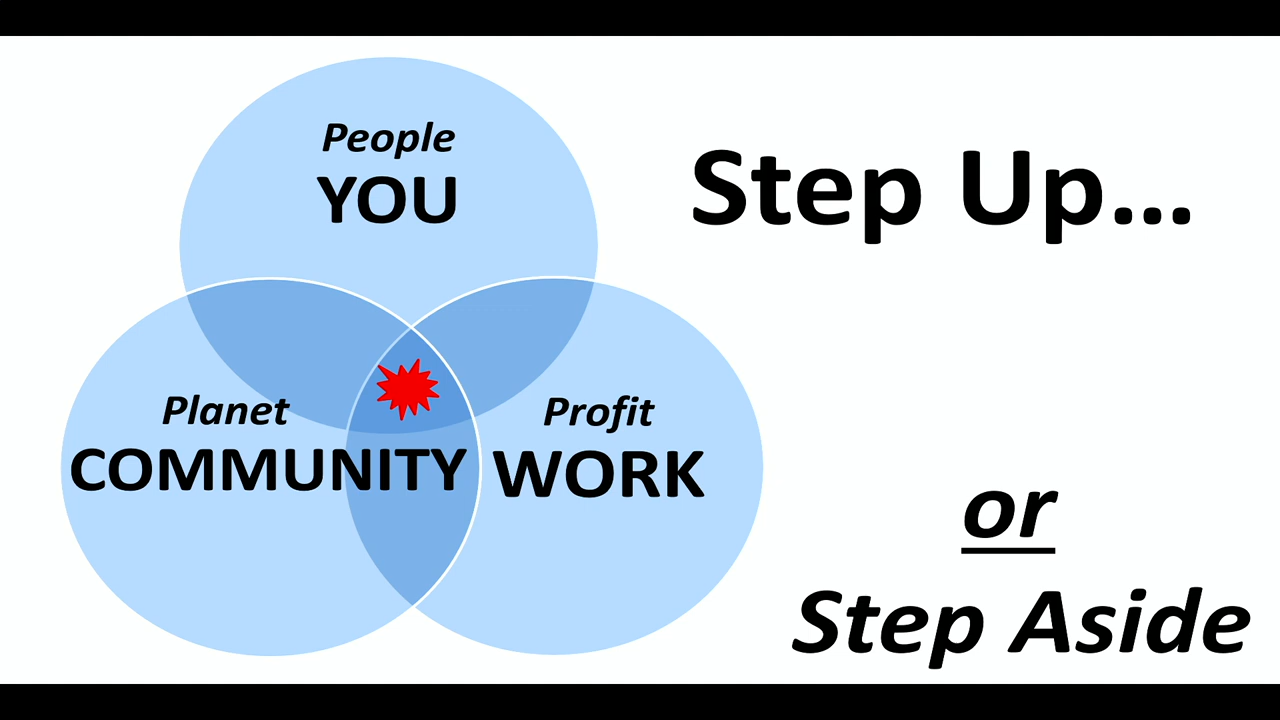 People
YOU
Step Up...
Planet
COMMUNITY
Profit
WORK
or
Step Aside